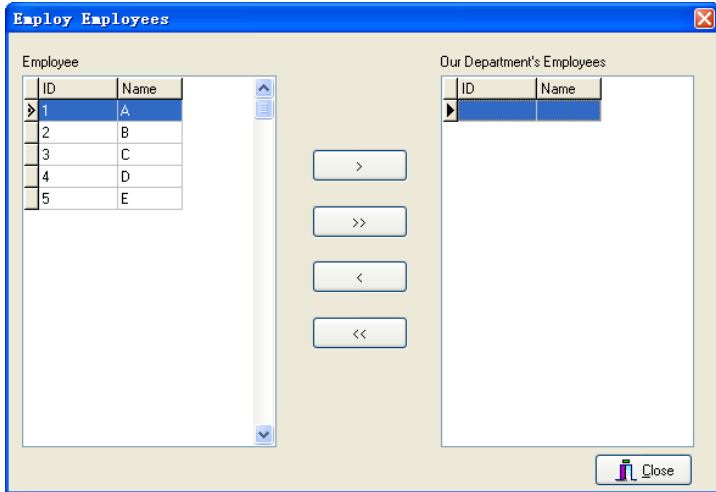 Employ Employees
Employee
Our Department's Employees
ID Name
1 A
2 B
3 C
4 D
5 E
ID Name
>
>>
<
<<
Close